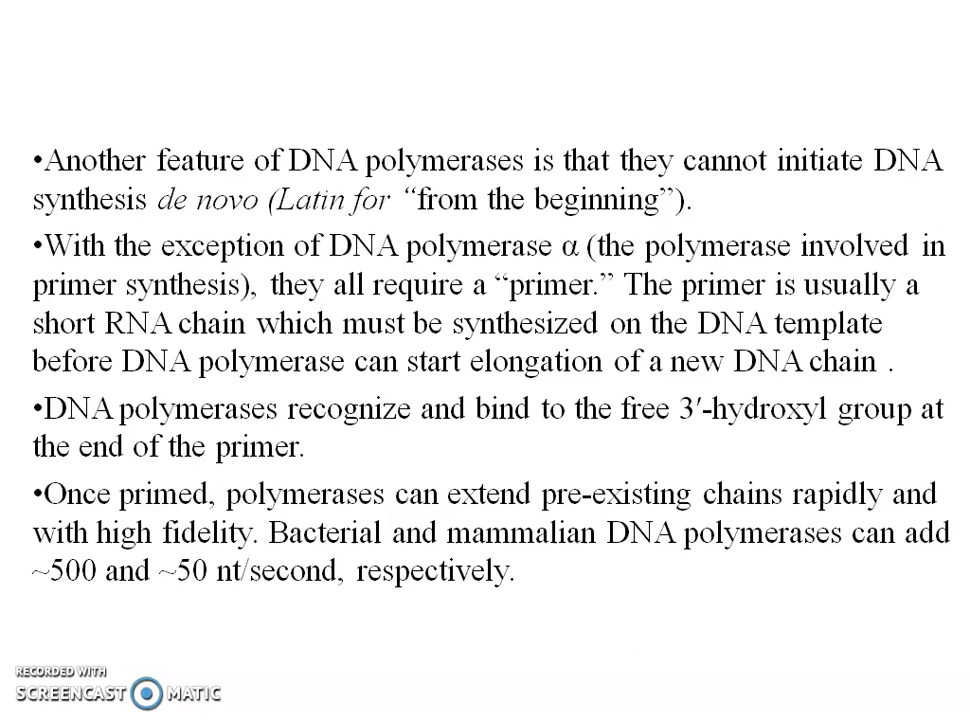 •Another feature of DNA polymerases is that they cannot initiate DNA
synthesis de novo (Latin for “from the beginning”).
•With the exception of DNA polymerase α (the polymerase involved in
primer synthesis), they all require a “primer.” The primer is usually a
short RNA chain which must be synthesized on the DNA template
before DNA polymerase can start elongation of a new DNA chain .
•DNA polymerases recognize and bind to the free 3′-hydroxyl group at
the end of the primer.
•Once primed, polymerases can extend pre-existing chains rapidly and
with high fidelity. Bacterial and mammalian DNA polymerases can add
~500 and ~50 nt/second, respectively.
RECORDED WITH
SCREENCAST MATIC